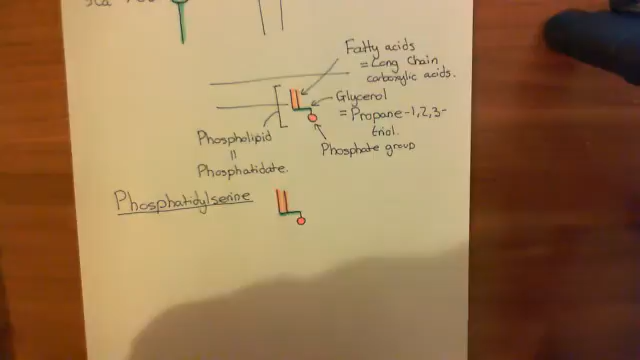 Fatty acids
= Long Chain
carboxylic acids.
Glycerol
= Propane-1,2,3-
triol.
Phosphate group
Phospholipid
=
Phosphatidate.
Phosphatidylserine